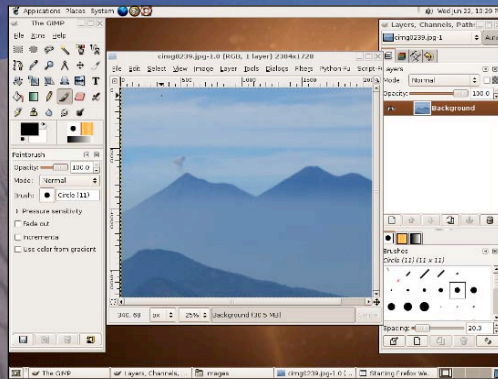 Applications Places System
Wed Jun 22, 10:29 P
The GIMP
File Xtns Help
Paintbrush
Opacity: 100.0
Mode: Normal
Brush: Circle (11)
Pressure sensitivity
Fade out
Incremental
Use color from gradient
cimg0239.jpg-1.0 (RGB, 1 layer) 2304x1728
File Edit Select View Image Layer Tools Dialogs Filters Python-Fu Script-F
300, 68 px 25% Background (30.5 MB)
Layers, Channels, Path
cimg0239.jpg-1
Layers
Mode: Normal
Opacity: 100.0
Background
Brushes
Circle (11) (11 x 11)
Spacing: 20.0
The GIMP
Layers, Channels, ...
images
cimg0239.jpg-1.0 (...
Starting Firefox We...